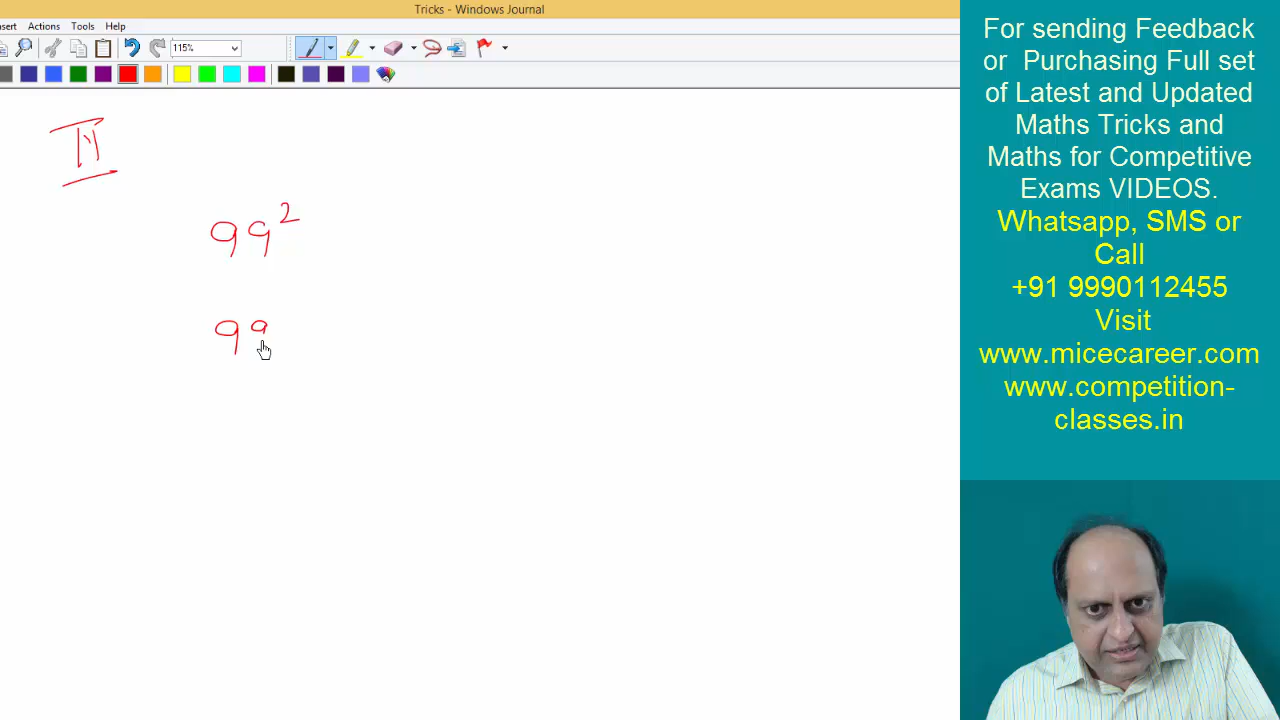 Tricks - Windows Journal
nsert Actions Tools Help
115%
III
99²
99
For sending Feedback
or Purchasing Full set
of Latest and Updated
Maths Tricks and
Maths for Competitive
Exams VIDEOS.
Whatsapp, SMS or
Call
+91 9990112455
Visit
www.micecareer.com
www.competition-
classes.in